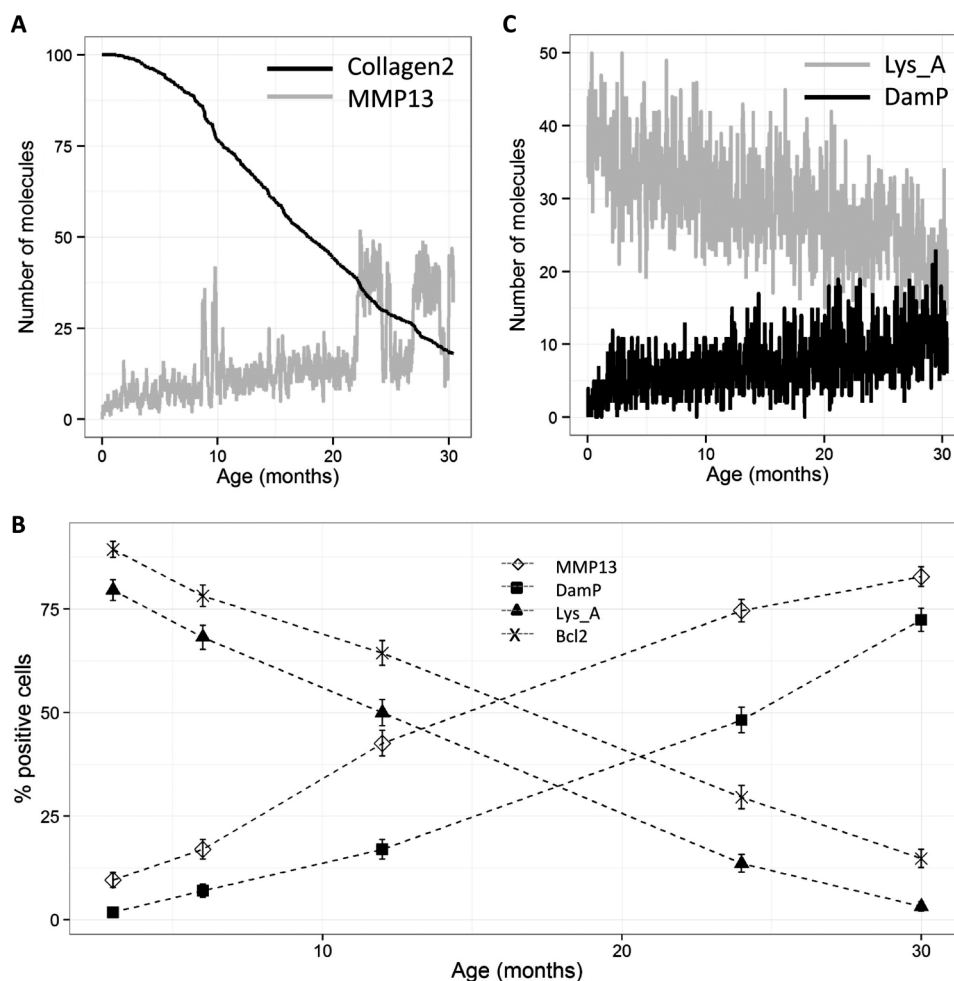 A
Collagen2
MMP13
Number of molecules
100
75
50
25
0
0 10 20 30
Age (months)
C
Lys_A
DamP
Number of molecules
50
40
30
20
10
0
0 10 20 30
Age (months)
B
MMP13
DamP
Lys_A
Bcl2
% positive cells
75
50
25
0
10 20 30
Age (months)